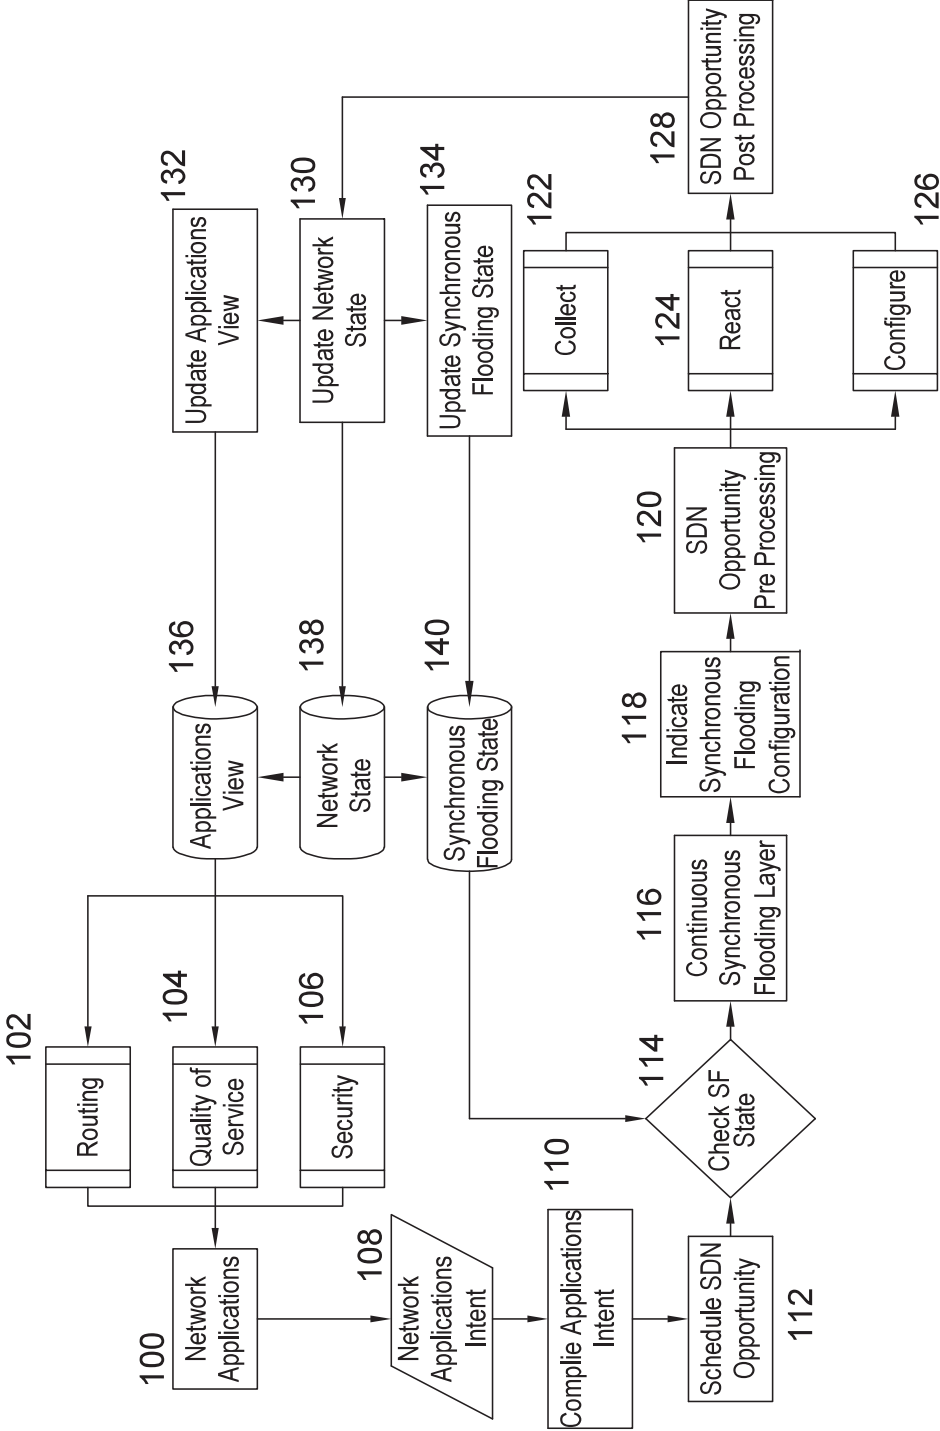 100
Network
Applications
102
Routing
104
Quality of
Service
106
Security
108
Network
Applications
Intent
110
Complie Applications
Intent
112
Schedule SDN
Opportunity
114
Check SF
State
116
Continuous
Synchronous
Flooding Layer
118
Indicate
Synchronous
Flooding
Configuration
120
SDN
Opportunity
Pre Processing
122
Collect
124
React
126
Configure
128
SDN Opportunity
Post Processing
130
Update Network
State
132
Update Applications
View
134
Update Synchronous
Flooding State
136
Applications
View
138
Network
State
140
Synchronous
Flooding State